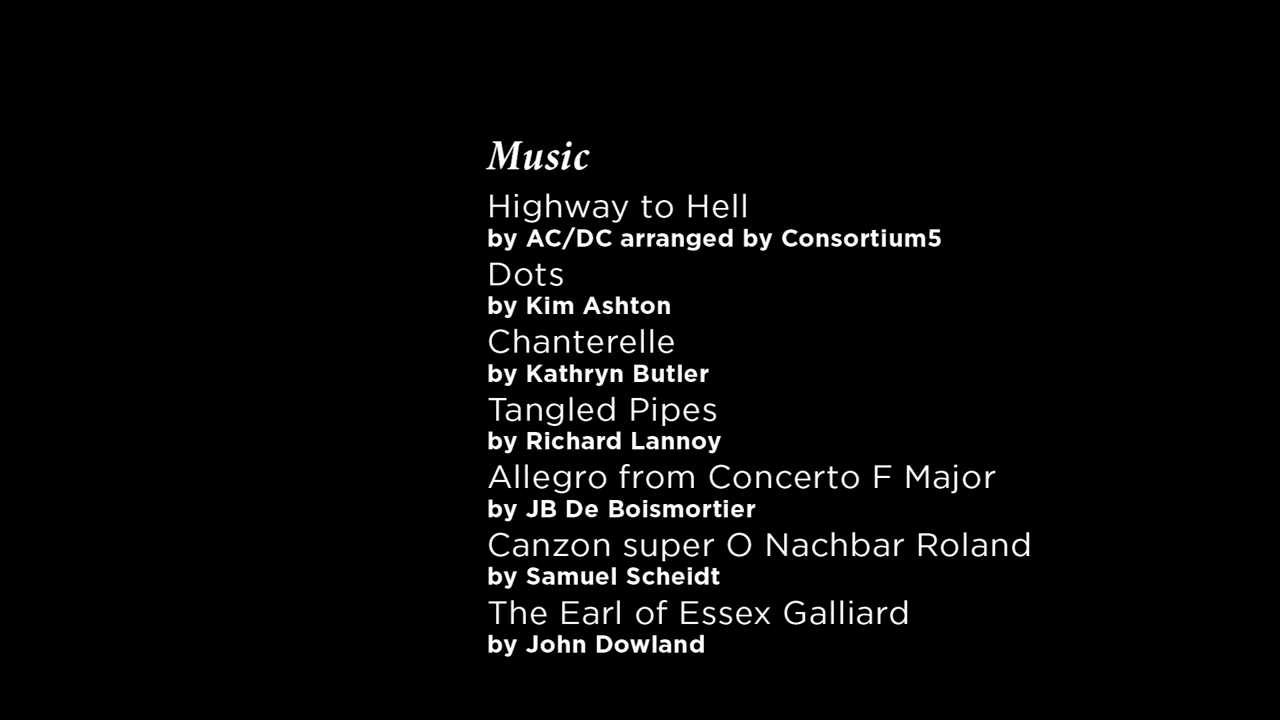 Music
Highway to Hell
by AC/DC arranged by Consortium5
Dots
by Kim Ashton
Chanterelle
by Kathryn Butler
Tangled Pipes
by Richard Lannoy
Allegro from Concerto F Major
by JB De Boismortier
Canzon super O Nachbar Roland
by Samuel Scheidt
The Earl of Essex Galliard
by John Dowland